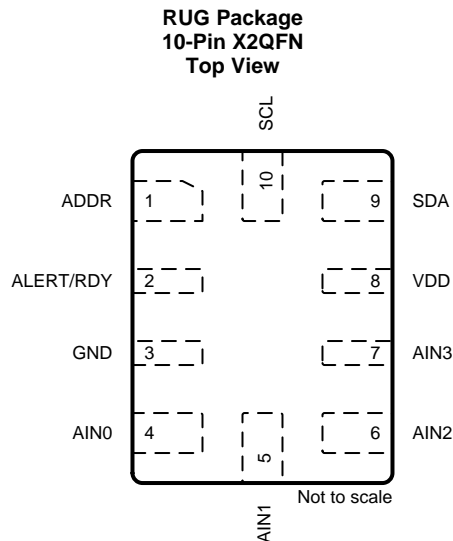 RUG Package
10-Pin X2QFN
Top View
SCL
10
ADDR 1 9 SDA
ALERT/RDY 2 8 VDD
GND 3 7 AIN3
AIN0 4 6 AIN2
5
Not to scale
AIN1